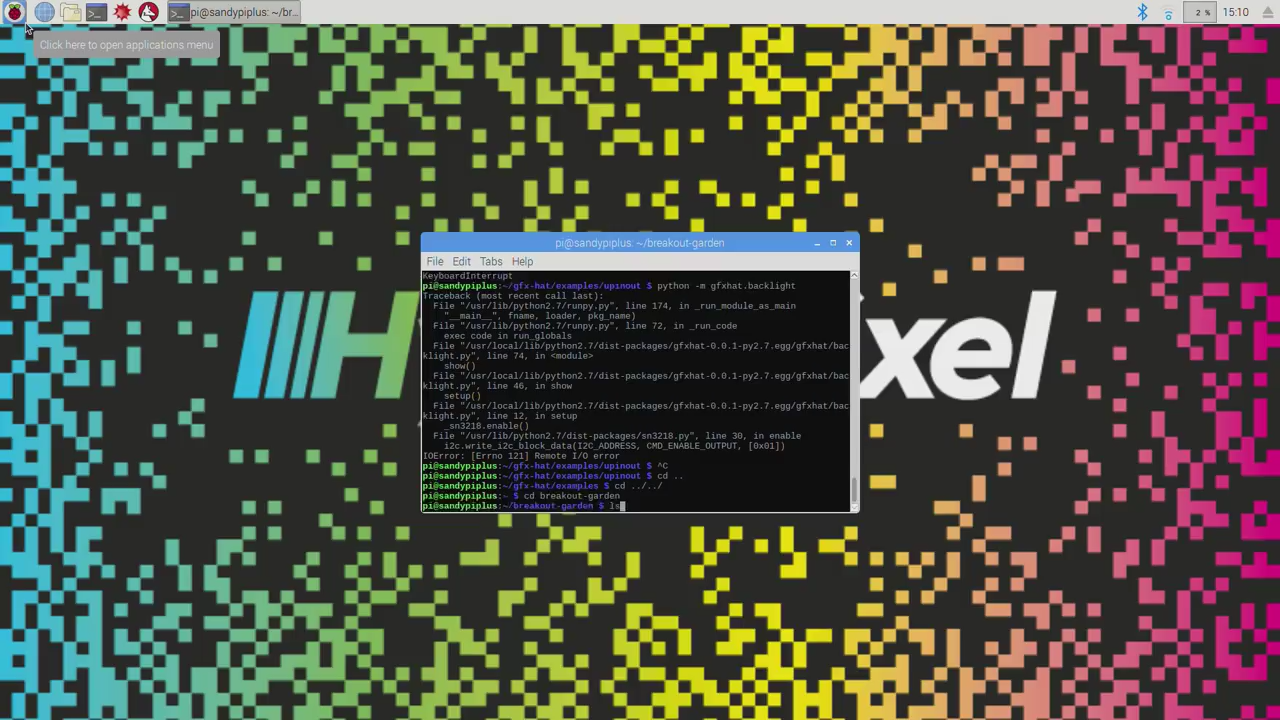 pi@sandypiplus: ~/br...
2 %
15:10
Click here to open applications menu
pi@sandypiplus: ~/breakout-garden
File Edit Tabs Help
KeyboardInterrupt
pi@sandypiplus:~/gfx-hat/examples/upinout $ python -m gfxhat.backlight
Traceback (most recent call last):
File "/usr/lib/python2.7/runpy.py", line 174, in _run_module_as_main
"__main__", fname, loader, pkg_name)
File "/usr/lib/python2.7/runpy.py", line 72, in _run_code
exec code in run_globals
File "/usr/local/lib/python2.7/dist-packages/gfxhat-0.0.1-py2.7.egg/gfxhat/bac
klight.py", line 74, in <module>
show()
File "/usr/local/lib/python2.7/dist-packages/gfxhat-0.0.1-py2.7.egg/gfxhat/bac
klight.py", line 46, in show
setup()
File "/usr/local/lib/python2.7/dist-packages/gfxhat-0.0.1-py2.7.egg/gfxhat/bac
klight.py", line 12, in setup
_sn3218.enable()
File "/usr/lib/python2.7/dist-packages/sn3218.py", line 30, in enable
i2c.write_i2c_block_data(I2C_ADDRESS, CMD_ENABLE_OUTPUT, [0x01])
IOError: [Errno 121] Remote I/O error
pi@sandypiplus:~/gfx-hat/examples/upinout $ ^C
pi@sandypiplus:~/gfx-hat/examples/upinout $ cd ..
pi@sandypiplus:~/gfx-hat/examples $ cd ../../
pi@sandypiplus:~ $ cd breakout-garden
pi@sandypiplus:~/breakout-garden $ ls
H xel